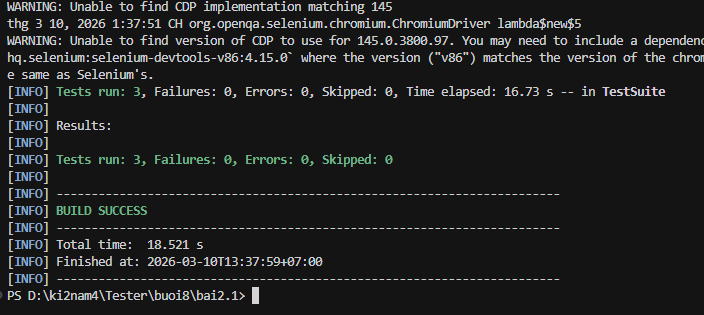 WARNING: Unable to find CDP implementation matching 145
thg 3 10, 2026 1:37:51 CH org.openqa.selenium.chromium.ChromiumDriver lambda$new$5
WARNING: Unable to find version of CDP to use for 145.0.3800.97. You may need to include a dependenc
hq.selenium:selenium-devtools-v86:4.15.0` where the version ("v86") matches the version of the chrom
e same as Selenium's.
[INFO] Tests run: 3, Failures: 0, Errors: 0, Skipped: 0, Time elapsed: 16.73 s -- in TestSuite
[INFO]
[INFO] Results:
[INFO]
[INFO] Tests run: 3, Failures: 0, Errors: 0, Skipped: 0
[INFO]
[INFO] ------------------------------------------------------------------------
[INFO] BUILD SUCCESS
[INFO] ------------------------------------------------------------------------
[INFO] Total time:  18.521 s
[INFO] Finished at: 2026-03-10T13:37:59+07:00
[INFO] ------------------------------------------------------------------------
PS D:\ki2nam4\Tester\buoi8\bai2.1>